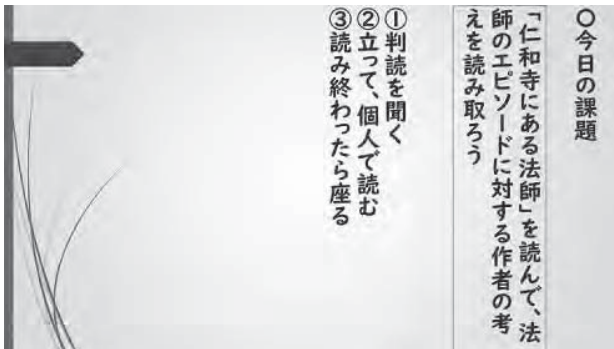 〇今日の課題
「仁和寺にある法師」を読んで、法
師のエピソードに対する作者の考
えを読み取ろう
①判読を聞く
②立って、個人で読む
③読み終わったら座る